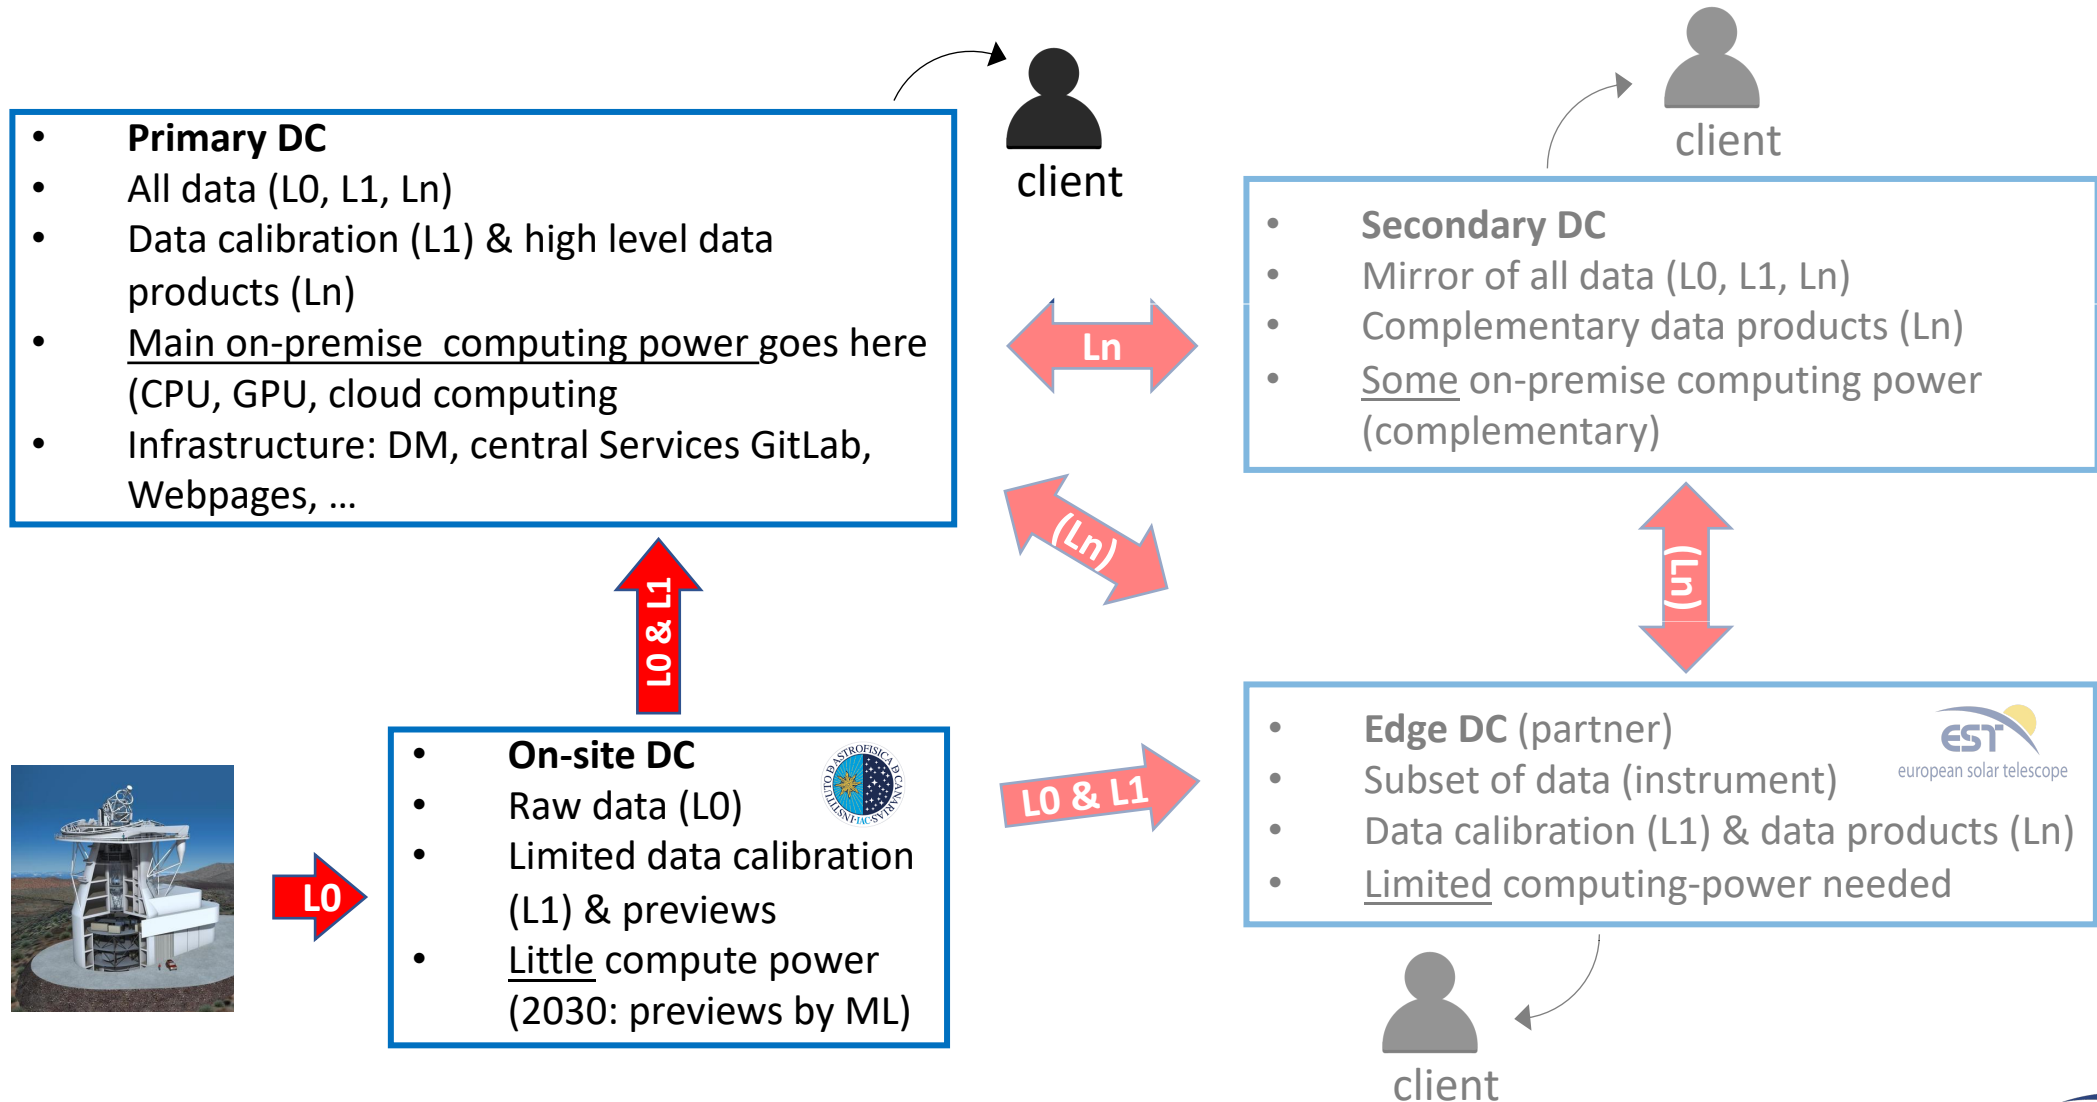 • Primary DC
• All data (L0, L1, Ln)
• Data calibration (L1) & high level data
products (Ln)
• Main on-premise  computing power goes here
(CPU, GPU, cloud computing
• Infrastructure: DM, central Services GitLab,
Webpages, ...
client
client
• Secondary DC
• Mirror of all data (L0, L1, Ln)
• Complementary data products (Ln)
• Some on-premise computing power
(complementary)
Ln
(Ln)
(Ln)
L0 & L1
L0
• On-site DC
• Raw data (L0)
• Limited data calibration
(L1) & previews
• Little compute power
(2030: previews by ML)
INSTITUTO D ASTROFISICA D CANARIAS
·IAC·
L0 & L1
• Edge DC (partner)
• Subset of data (instrument)
• Data calibration (L1) & data products (Ln)
• Limited computing-power needed
EST
european solar telescope
client